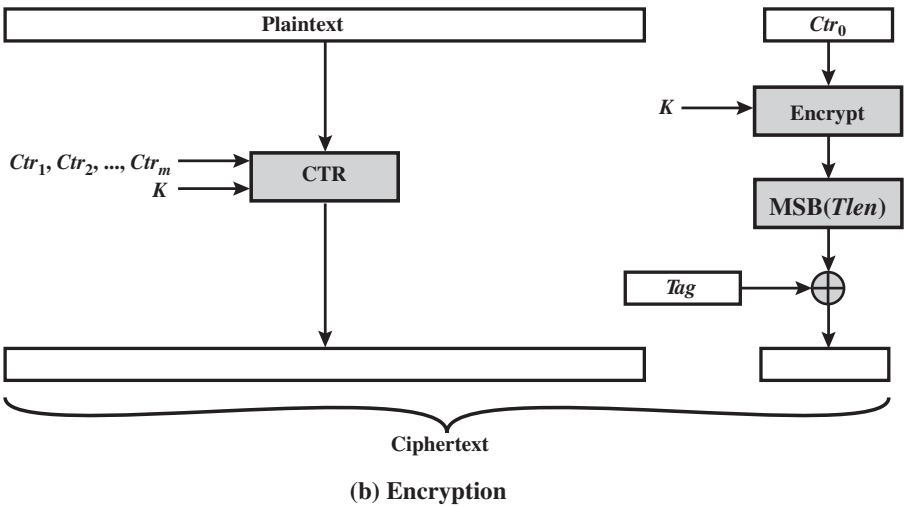 Plaintext
Ctr0
K
Encrypt
Ctr1, Ctr2, ..., Ctrm
K
CTR
MSB(Tlen)
Tag
Ciphertext
(b) Encryption